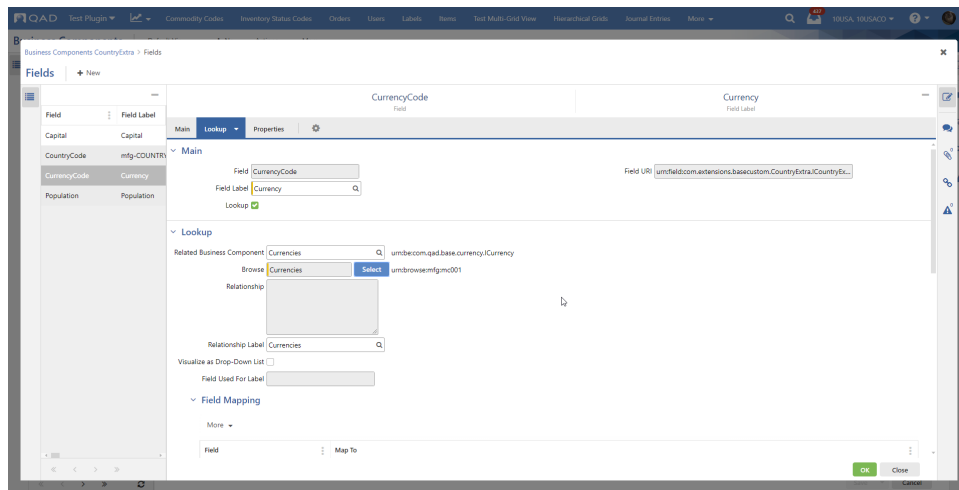 QAD Test Plugin Commodity Codes Inventory Status Codes Orders Users Labels Items Test Multi-Grid View Hierarchical Grids Journal Entries More 10USA, 10USACO
Business Components CountryExtra > Fields
Fields + New
CurrencyCode
Field
Currency
Field Label
Field Field Label
Main Lookup Properties
Capital Capital
CountryCode mfg-COUNTRY
CurrencyCode Currency
Population Population
Main
Field CurrencyCode
Field URI urn:field:com.extensions.basecustom.CountryExtra.ICountryEx...
Field Label Currency
Lookup
Lookup
Related Business Component Currencies urn:be:com.qad.base.currency.ICurrency
Browse Currencies Select urn:browse:mfg:mc001
Relationship
Relationship Label Currencies
Visualize as Drop-Down List
Field Used For Label
Field Mapping
More
Field Map To
OK Close
Cancel